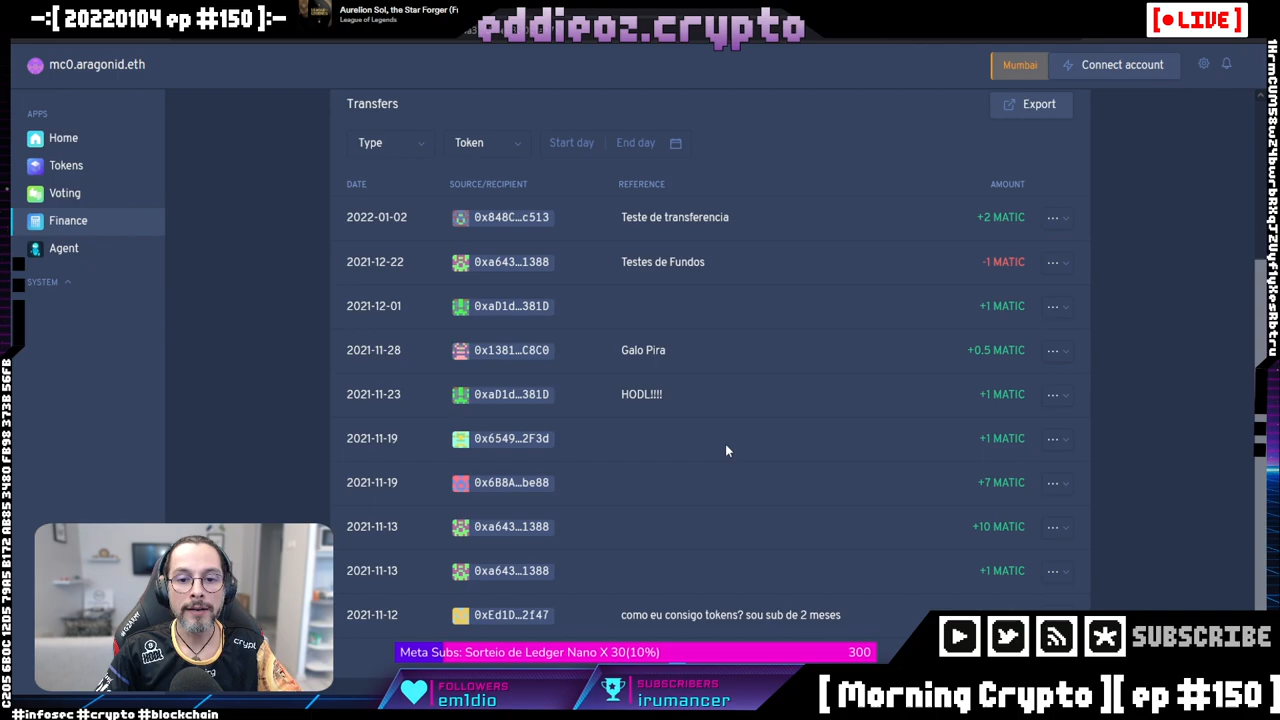 -:[ 20220104 ep #150 ]:-
Aurelion Sol, the Star Forger (Fr
League of Legends
eddieoz.crypto
[ ● LIVE ]
mc0.aragonid.eth
Mumbai
Connect account
APPS
Home
Tokens
Voting
Finance
Agent
SYSTEM
Transfers
Export
Type
Token
Start day
End day
DATE SOURCE/RECIPIENT REFERENCE AMOUNT
2022-01-02 0x848C…c513 Teste de transferencia +2 MATIC
2021-12-22 0xa643…1388 Testes de Fundos -1 MATIC
2021-12-01 0xaD1d…381D +1 MATIC
2021-11-28 0x1381…C8C0 Galo Pira +0.5 MATIC
2021-11-23 0xaD1d…381D HODL!!!! +1 MATIC
2021-11-19 0x6549…2F3d +1 MATIC
2021-11-19 0x6B8A…be88 +7 MATIC
2021-11-13 0xa643…1388 +10 MATIC
2021-11-13 0xa643…1388 +1 MATIC
2021-11-12 0xEd1D…2f47 como eu consigo tokens? sou sub de 2 meses
Meta Subs: Sorteio de Ledger Nano X 30(10%) 300
FOLLOWERS
em1dio
SUBSCRIBERS
irumancer
SUBSCRIBE
[ Morning Crypto ][ ep #150 ]
#infosec #crypto #blockchain